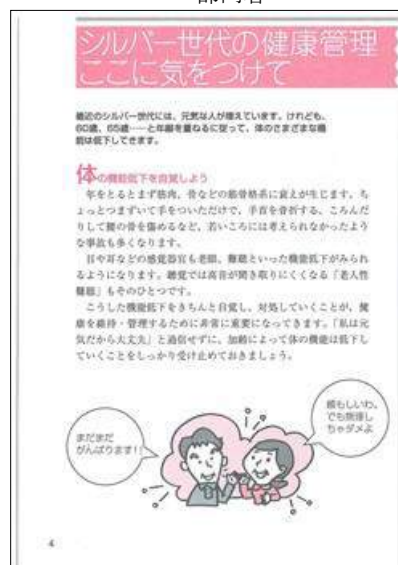 シルバー世代の健康管理
ここに気をつけて
最近のシルバー世代には、元気な人が増えています。けれども、
60歳、65歳……と年齢を重ねるに従って、体のさまざまな機
能は低下してきます。
体の機能低下を自覚しよう
年をとるとまず筋肉、骨などの筋骨格系に衰えが生じます。ち
ょっとつまずいて手をついただけで、手首を骨折する、ころんだ
りして腰の骨を傷めるなど、若いころには考えられなかったよう
な事故も多くなります。
目や耳などの感覚器官も老眼、難聴といった機能低下がみられ
るようになります。聴覚では高音が聞き取りにくくなる「老人性
難聴」もそのひとつです。
こうした機能低下をきちんと自覚し、対処していくことが、健
康を維持・管理するために非常に重要になってきます。「私は元
気だから大丈夫」と過信せずに、加齢によって体の機能は低下し
ていくことをしっかり受け止めておきましょう。
まだまだ
がんばります!!
頼もしいわ。
でも無理し
ちゃダメよ
4